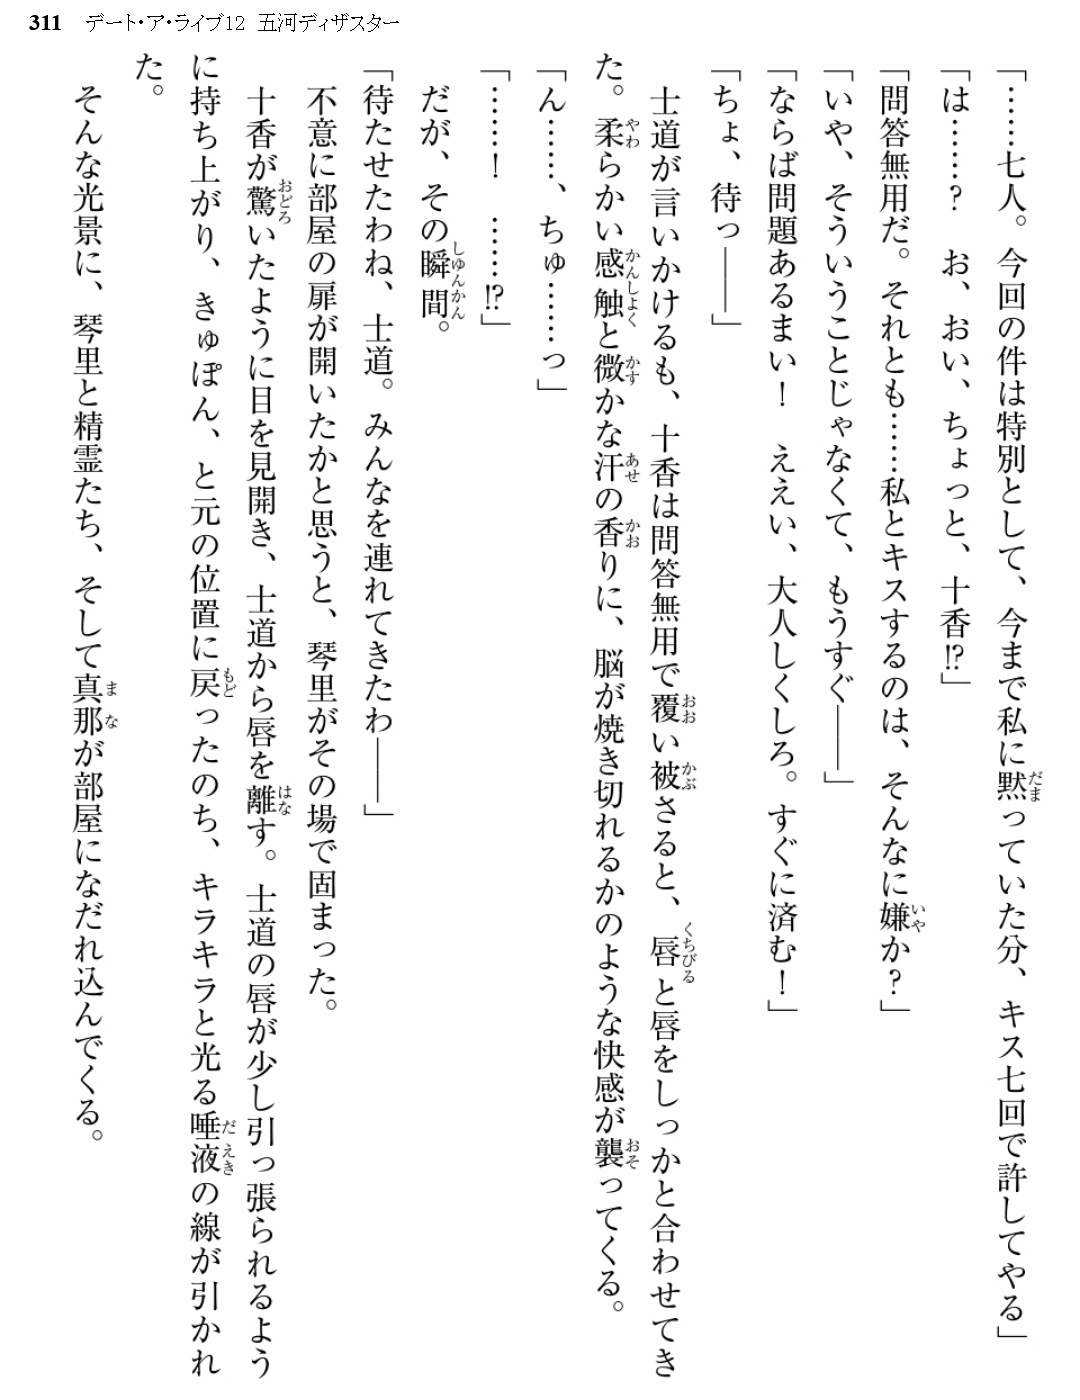 311 デート・ア・ライブ12 五河ディザスター
「……七人。今回の件は特別として、今まで私に黙っていた分、キス七回で許してやる」
「は……? お、おい、ちょっと、十香!?」
「問答無用だ。それとも……私とキスするのは、そんなに嫌か?」
「いや、そういうことじゃなくて、もうすぐ――」
「ならば問題あるまい! ええい、大人しくしろ。すぐに済む!」
「ちょ、待っ――」
士道が言いかけるも、十香は問答無用で覆い被さると、唇と唇をしっかと合わせてき
た。柔らかい感触と微かな汗の香りに、脳が焼き切れるかのような快感が襲ってくる。
「ん……、ちゅ……っ」
「……! ……!?」
だが、その瞬間。
「待たせたわね、士道。みんなを連れてきたわ――」
不意に部屋の扉が開いたかと思うと、琴里がその場で固まった。
十香が驚いたように目を見開き、士道から唇を離す。士道の唇が少し引っ張られるよう
に持ち上がり、きゅぽん、と元の位置に戻ったのち、キラキラと光る唾液の線が引かれ
た。
そんな光景に、琴里と精霊たち、そして真那が部屋になだれ込んでくる。